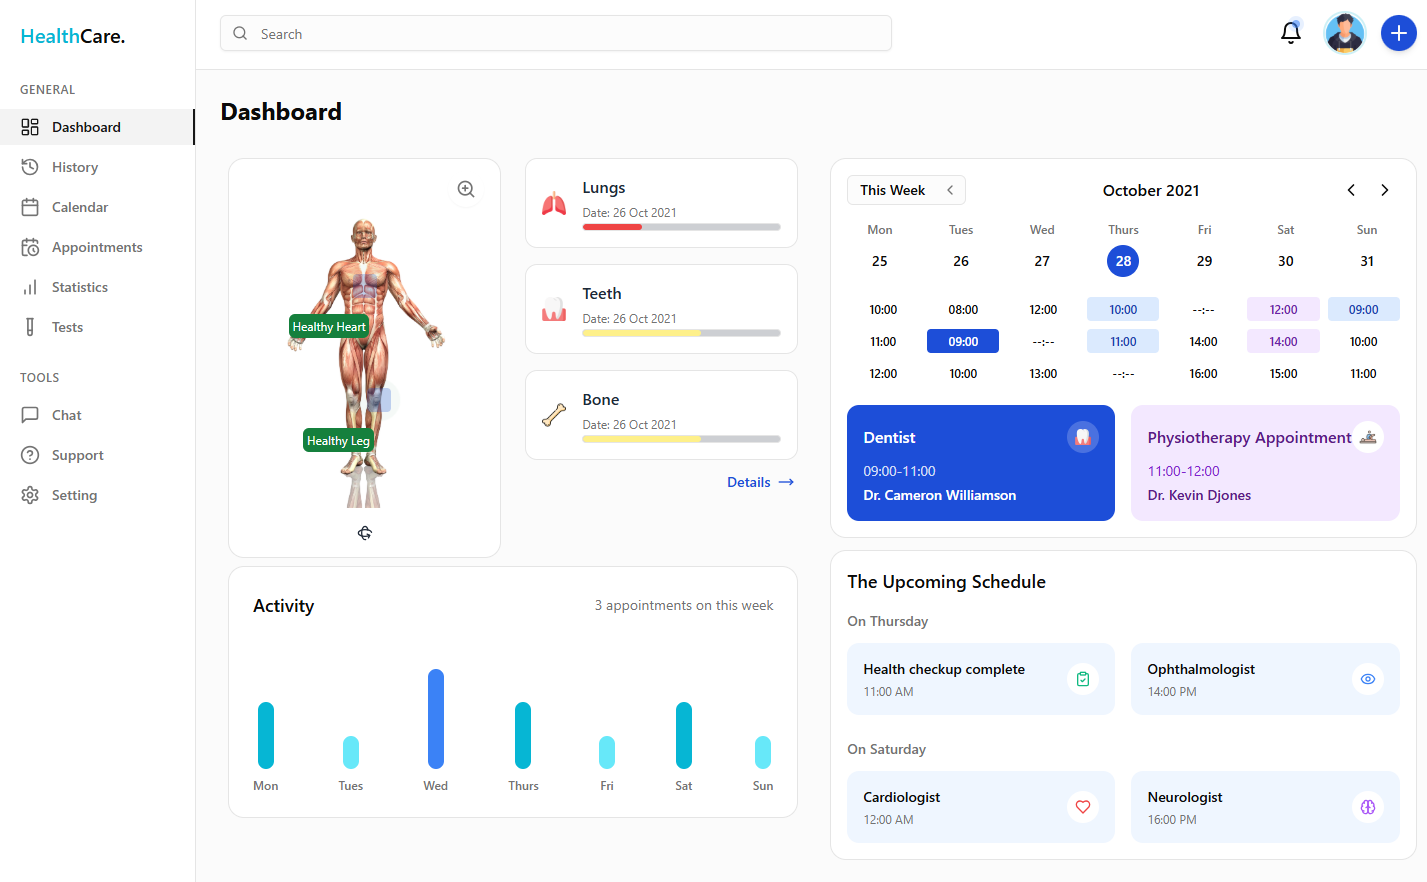 HealthCare.
GENERAL
Dashboard
History
Calendar
Appointments
Statistics
Tests
TOOLS
Chat
Support
Setting
Search
Dashboard
Healthy Heart
Healthy Leg
Lungs
Date: 26 Oct 2021
Teeth
Date: 26 Oct 2021
Bone
Date: 26 Oct 2021
Details
Activity
3 appointments on this week
Mon Tues Wed Thurs Fri Sat Sun
This Week
October 2021
Mon Tues Wed Thurs Fri Sat Sun
25 26 27 28 29 30 31
10:00 08:00 12:00 10:00 --:-- 12:00 09:00
11:00 09:00 --:-- 11:00 14:00 14:00 10:00
12:00 10:00 13:00 --:-- 16:00 15:00 11:00
Dentist
09:00-11:00
Dr. Cameron Williamson
Physiotherapy Appointment
11:00-12:00
Dr. Kevin Djones
The Upcoming Schedule
On Thursday
Health checkup complete
11:00 AM
Ophthalmologist
14:00 PM
On Saturday
Cardiologist
12:00 AM
Neurologist
16:00 PM